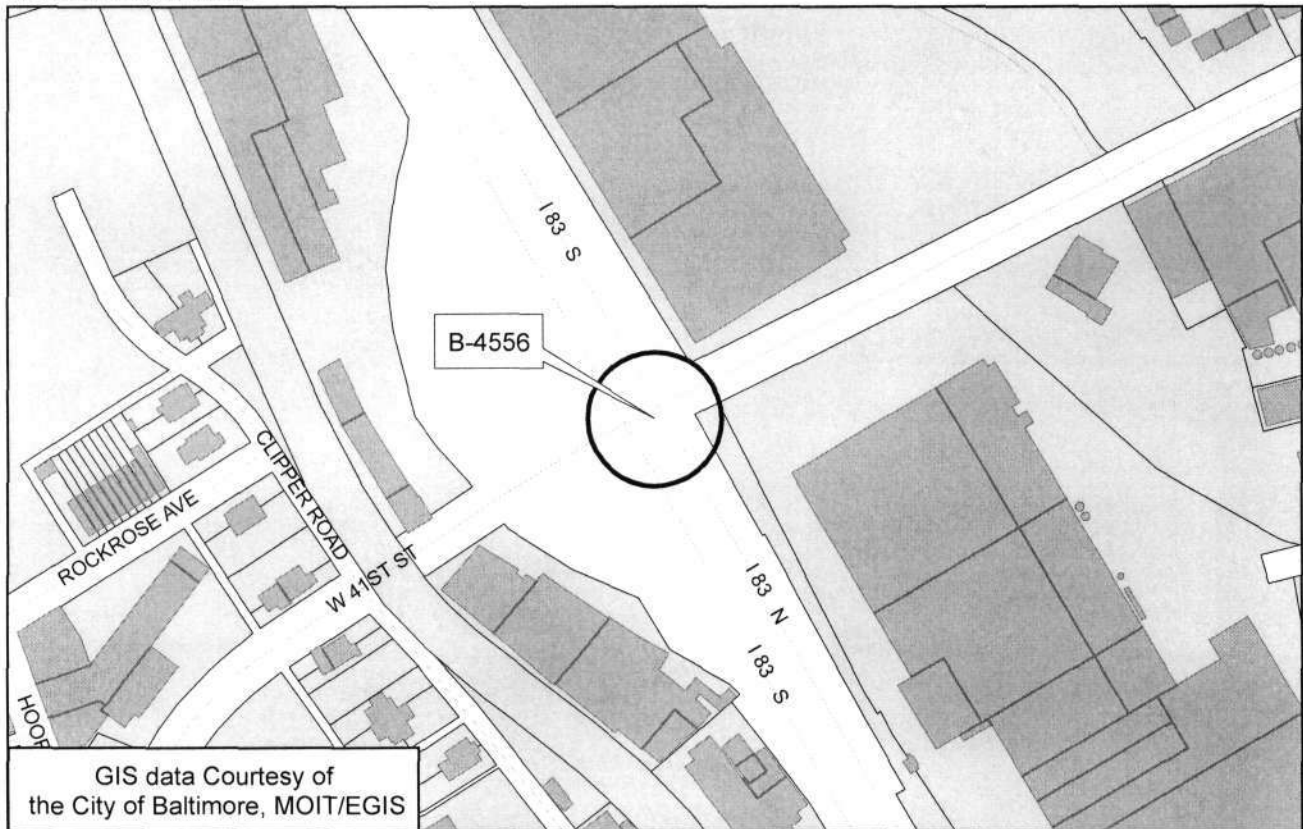 I 83 S
B-4556
CLIPPER ROAD
ROCKROSE AVE
W 41ST ST
I 83 N
I 83 S
HOOP
GIS data Courtesy of
the City of Baltimore, MOIT/EGIS